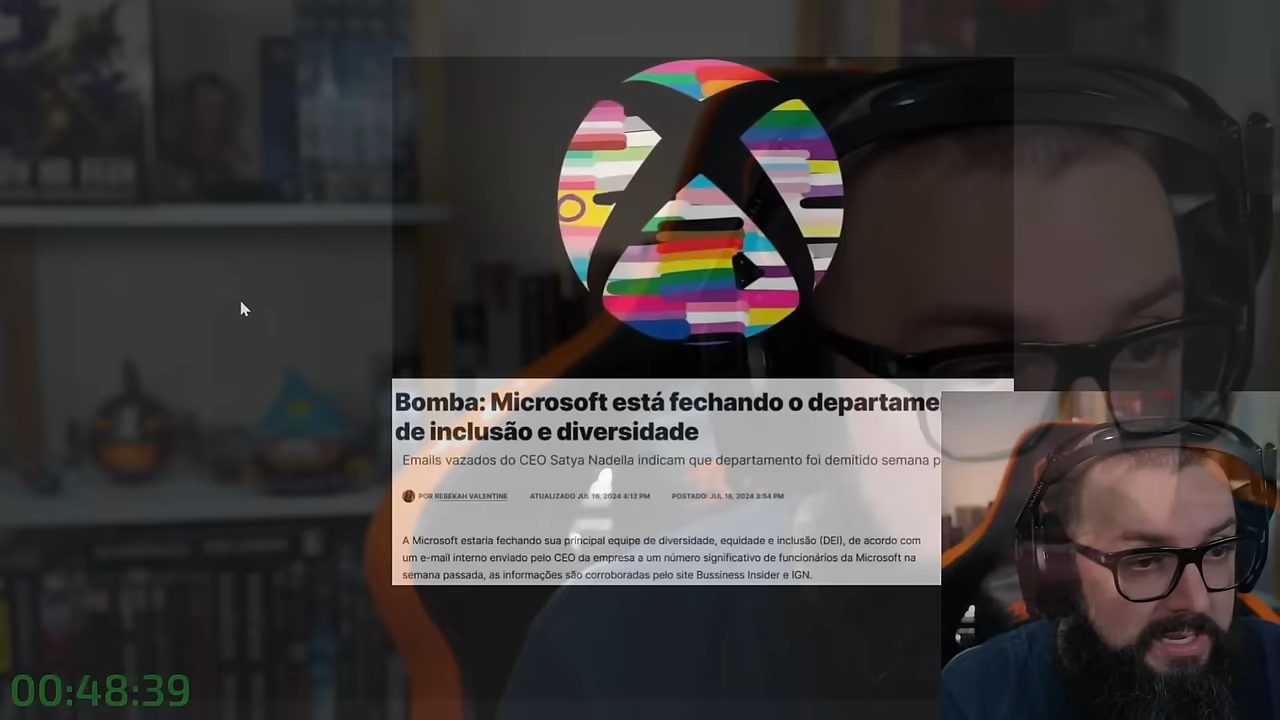 Bomba: Microsoft está fechando o departame
de inclusão e diversidade
Emails vazados do CEO Satya Nadella indicam que departamento foi demitido semana p
POR REBEKAH VALENTINE ATUALIZADO JUL 16, 2024 4:12 PM POSTADO: JUL 16, 2024 3:54 PM
A Microsoft estaria fechando sua principal equipe de diversidade, equidade e inclusão (DEI), de acordo com
um e-mail interno enviado pelo CEO da empresa a um número significativo de funcionários da Microsoft na
semana passada, as informações são corroboradas pelo site Bussiness Insider e IGN.
00:48:39